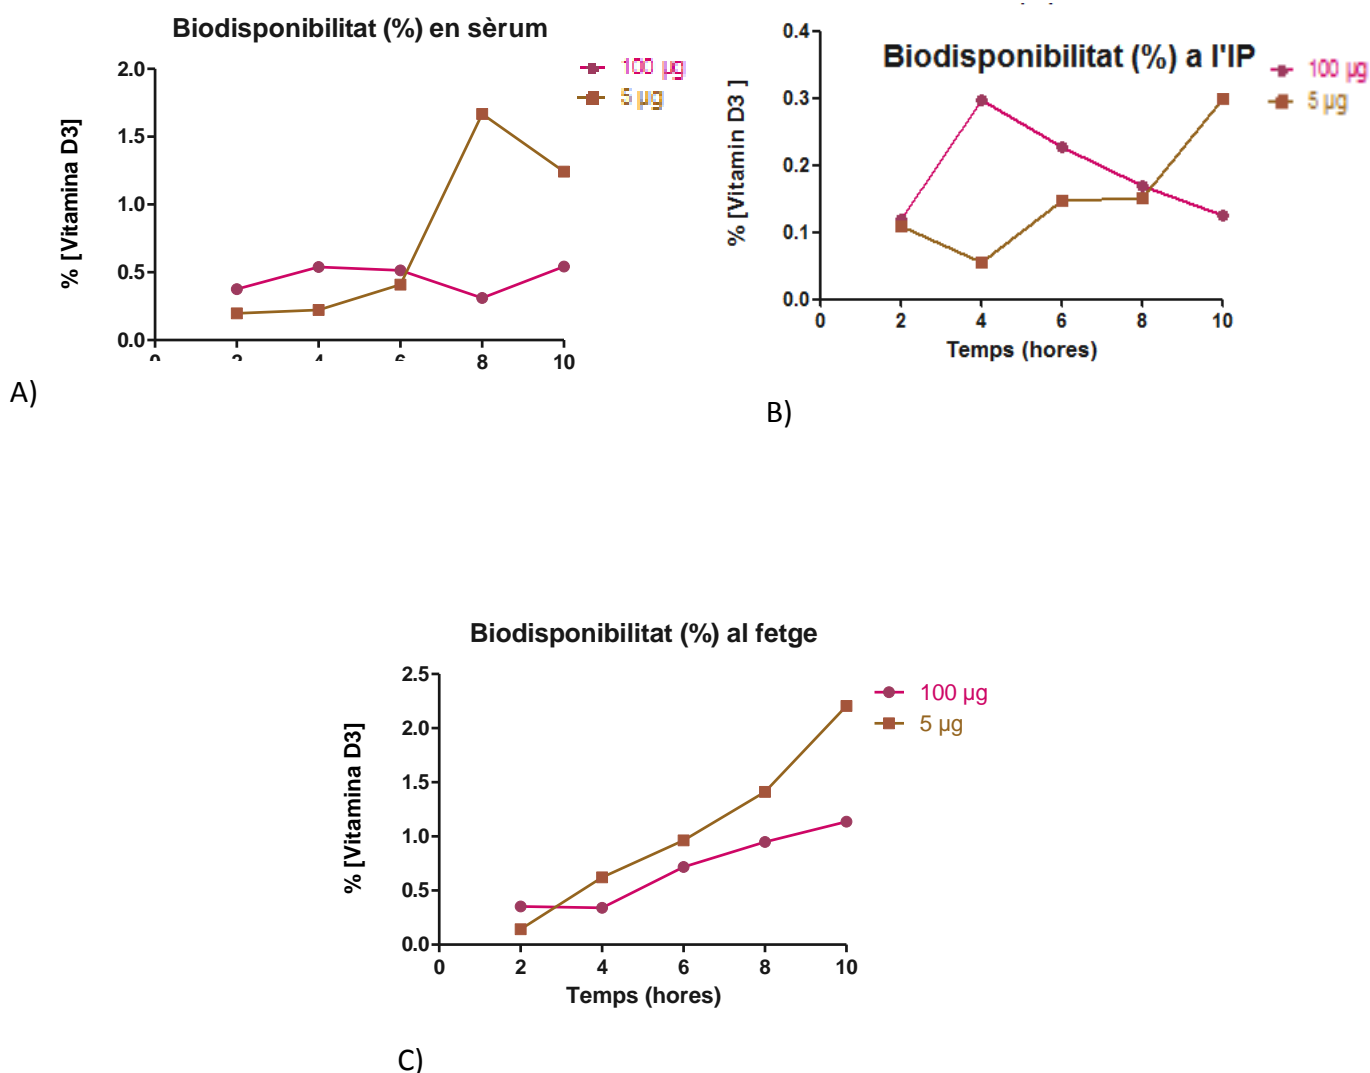 Biodisponibilitat (%) en sèrum
100 µg
5 µg
2.0
1.5
1.0
0.5
0.0
% [Vitamina D3]
0 2 4 6 8 10
A)
Biodisponibilitat (%) a l'IP
100 µg
5 µg
0.4
0.3
0.2
0.1
0.0
% [Vitamin D3 ]
0 2 4 6 8 10
Temps (hores)
B)
Biodisponibilitat (%) al fetge
100 µg
5 µg
2.5
2.0
1.5
1.0
0.5
0.0
% [Vitamina D3]
0 2 4 6 8 10
Temps (hores)
C)